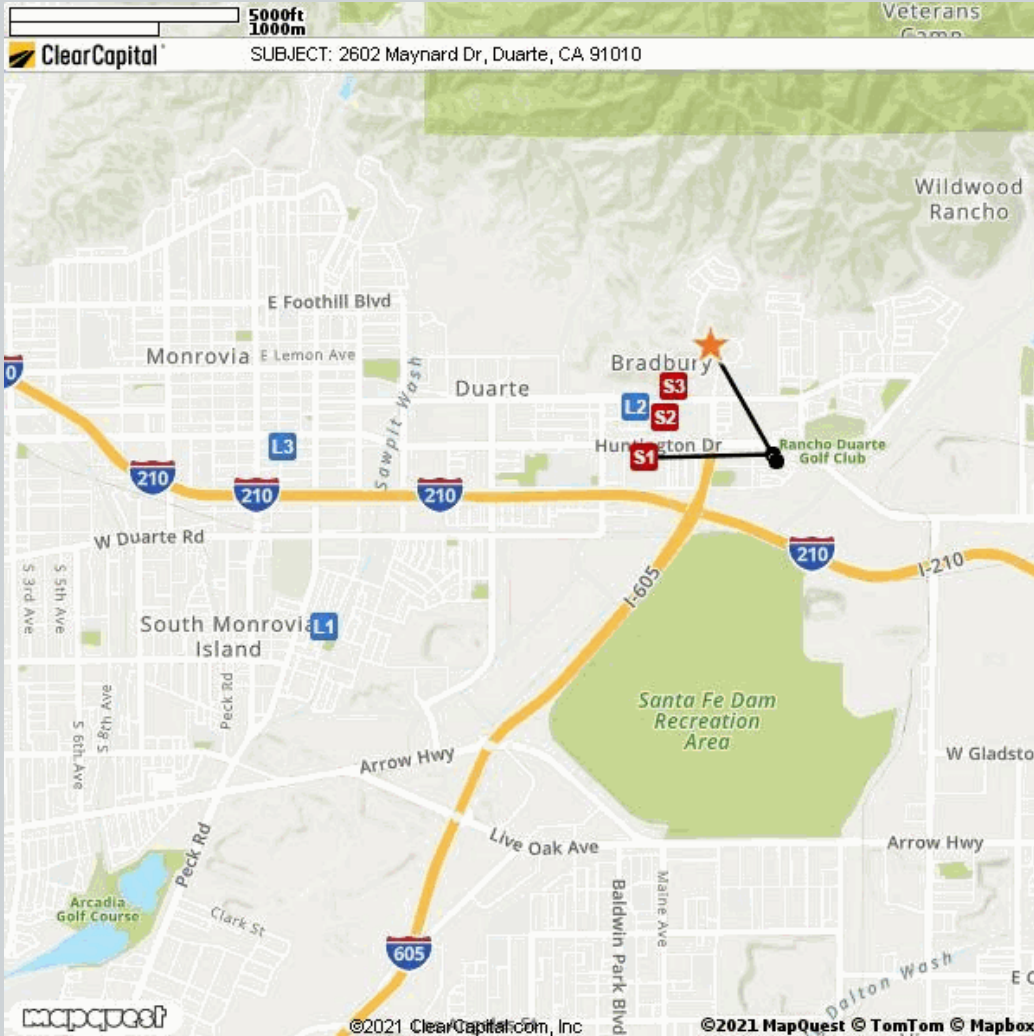 5000ft
1000m
Veterans
Camp
ClearCapital
SUBJECT: 2602 Maynard Dr, Duarte, CA 91010
Wildwood
Rancho
E Foothill Blvd
Monrovia
E Lemon Ave
Bradbury
0
Sawpit Wash
Duarte
S3
L2
S2
L3
Huntington Dr
S1
Rancho Duarte
Golf Club
210
210
210
W Duarte Rd
210
I-210
S 3rd Ave
S 5th Ave
I-605
South Monrovia
Island
L1
Peck Rd
S 8th Ave
S 6th Ave
Santa Fe Dam
Recreation
Area
Arrow Hwy
W Gladsto
Peck Rd
Live Oak Ave
Arrow Hwy
Arcadia
Golf Course
Clark St
Baldwin Park Blvd
Maine Ave
605
Dalton Wash
E C
mapquest
©2021 ClearCapital.com, Inc
©2021 MapQuest © TomTom © Mapbox